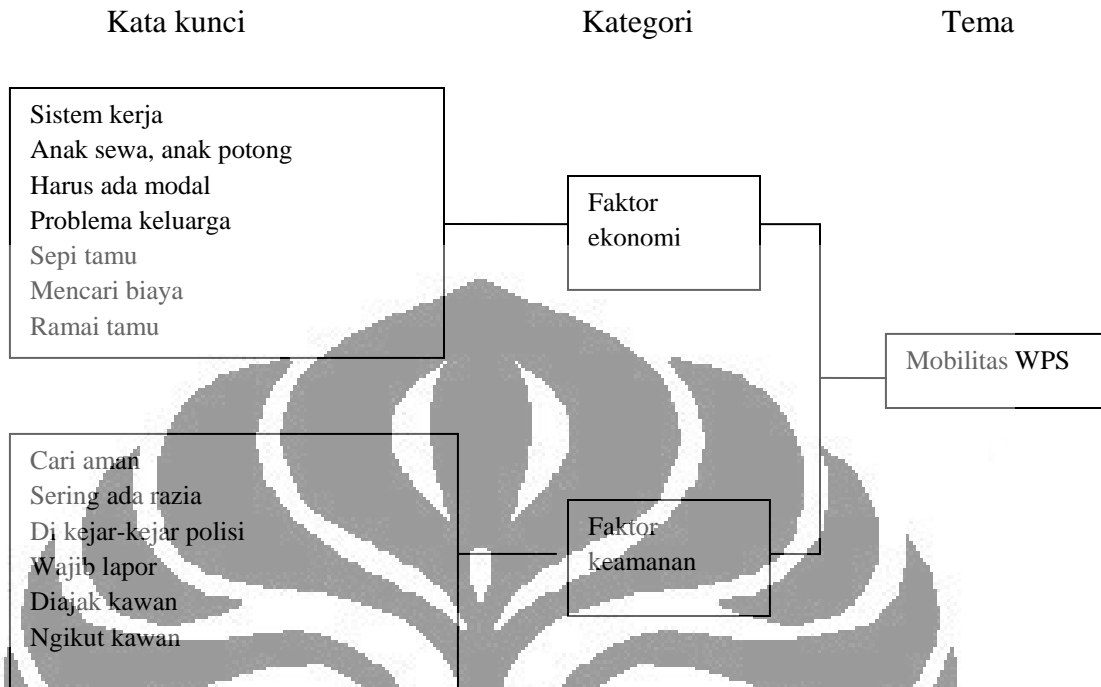 Kata kunci Kategori Tema
Sistem kerja
Anak sewa, anak potong
Harus ada modal
Problema keluarga
Sepi tamu
Mencari biaya
Ramai tamu
Faktor
ekonomi
Mobilitas WPS
Cari aman
Sering ada razia
Di kejar-kejar polisi
Wajib lapor
Diajak kawan
Ngikut kawan
Faktor
keamanan